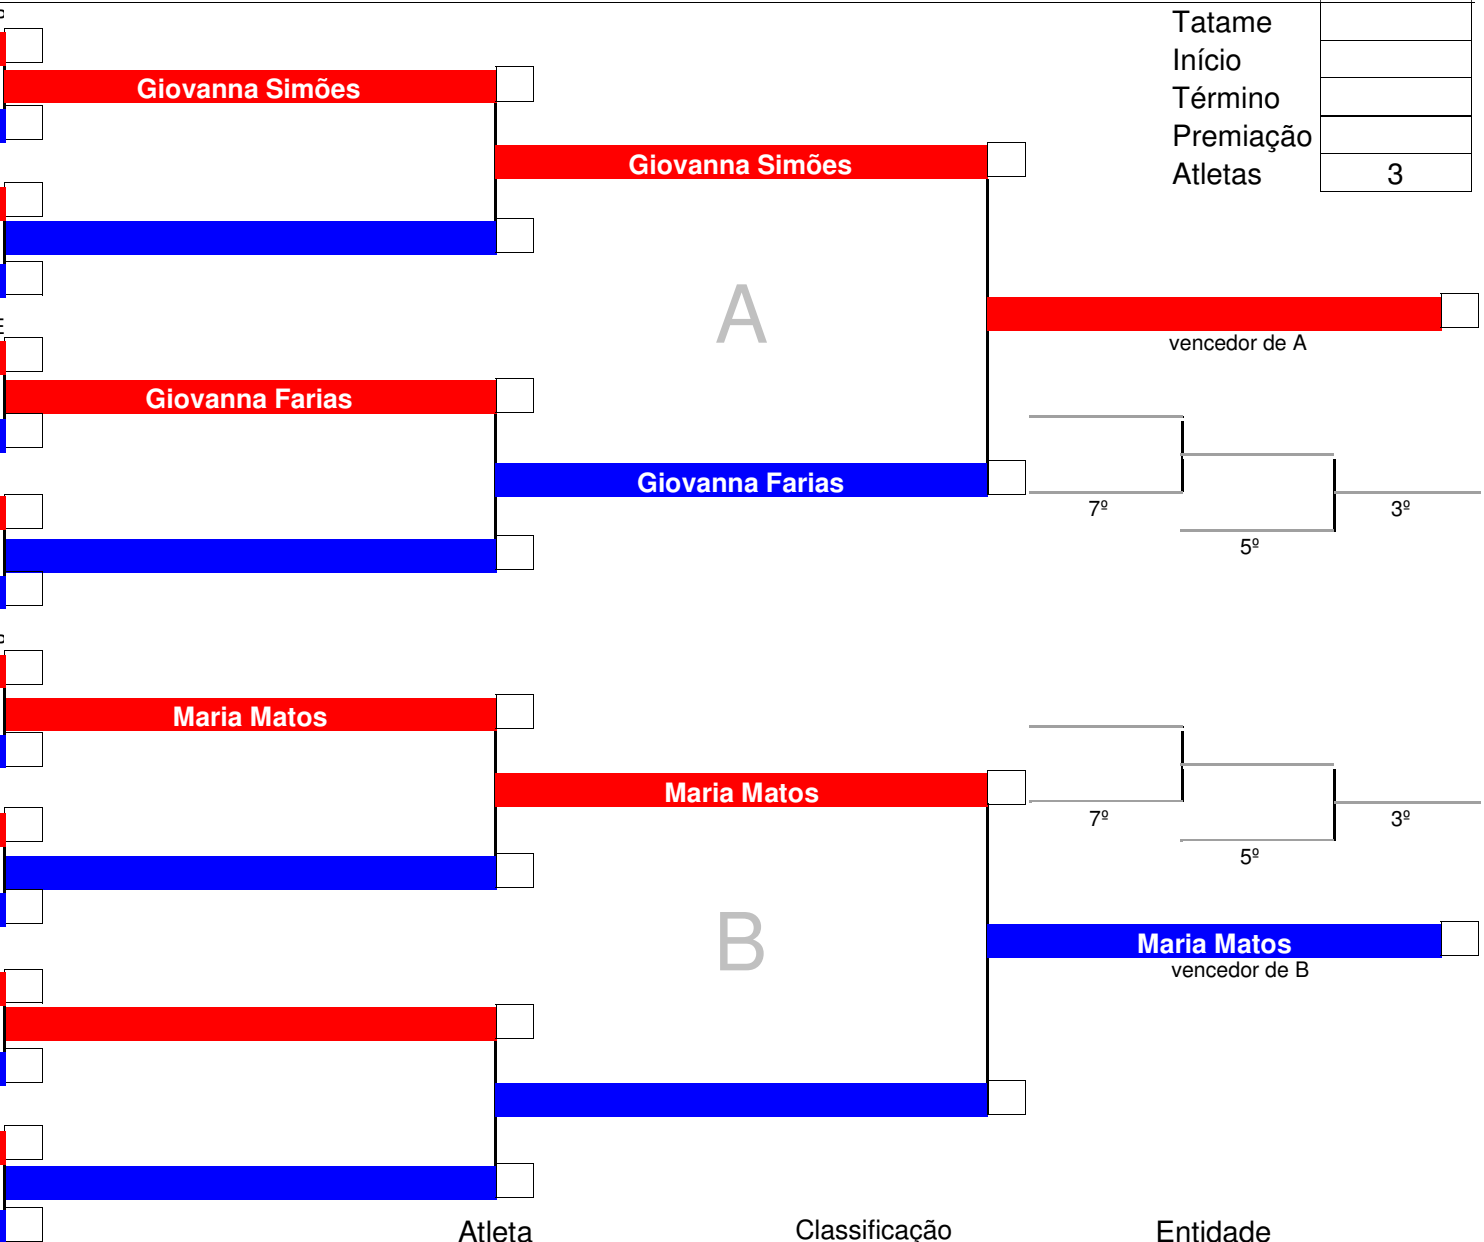 Tatame
Início
Término
Premiação
Atletas 3
Giovanna Simões
Giovanna Simões
A
vencedor de A
Giovanna Farias
Giovanna Farias
7º
3º
5º
Maria Matos
Maria Matos
7º
3º
5º
B
Maria Matos
vencedor de B
Atleta Classificação Entidade